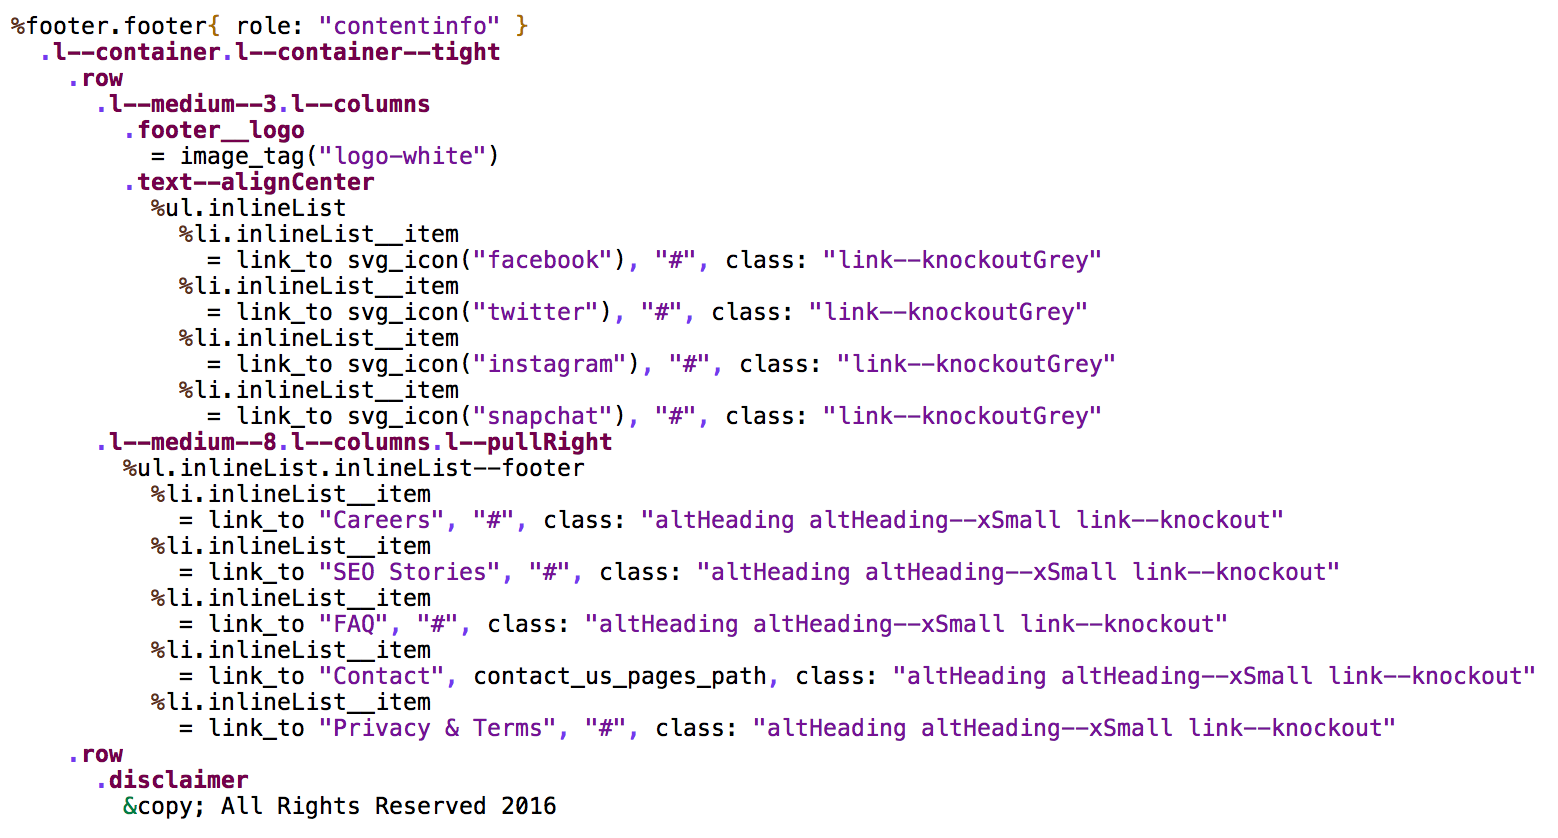 %footer.footer{ role: "contentinfo" }
  .l--container.l--container--tight
    .row
      .l--medium--3.l--columns
        .footer__logo
          = image_tag("logo-white")
        .text--alignCenter
          %ul.inlineList
            %li.inlineList__item
              = link_to svg_icon("facebook"), "#", class: "link--knockoutGrey"
            %li.inlineList__item
              = link_to svg_icon("twitter"), "#", class: "link--knockoutGrey"
            %li.inlineList__item
              = link_to svg_icon("instagram"), "#", class: "link--knockoutGrey"
            %li.inlineList__item
              = link_to svg_icon("snapchat"), "#", class: "link--knockoutGrey"
      .l--medium--8.l--columns.l--pullRight
        %ul.inlineList.inlineList--footer
          %li.inlineList__item
            = link_to "Careers", "#", class: "altHeading altHeading--xSmall link--knockout"
          %li.inlineList__item
            = link_to "SEO Stories", "#", class: "altHeading altHeading--xSmall link--knockout"
          %li.inlineList__item
            = link_to "FAQ", "#", class: "altHeading altHeading--xSmall link--knockout"
          %li.inlineList__item
            = link_to "Contact", contact_us_pages_path, class: "altHeading altHeading--xSmall link--knockout"
          %li.inlineList__item
            = link_to "Privacy & Terms", "#", class: "altHeading altHeading--xSmall link--knockout"
    .row
      .disclaimer
        &copy; All Rights Reserved 2016